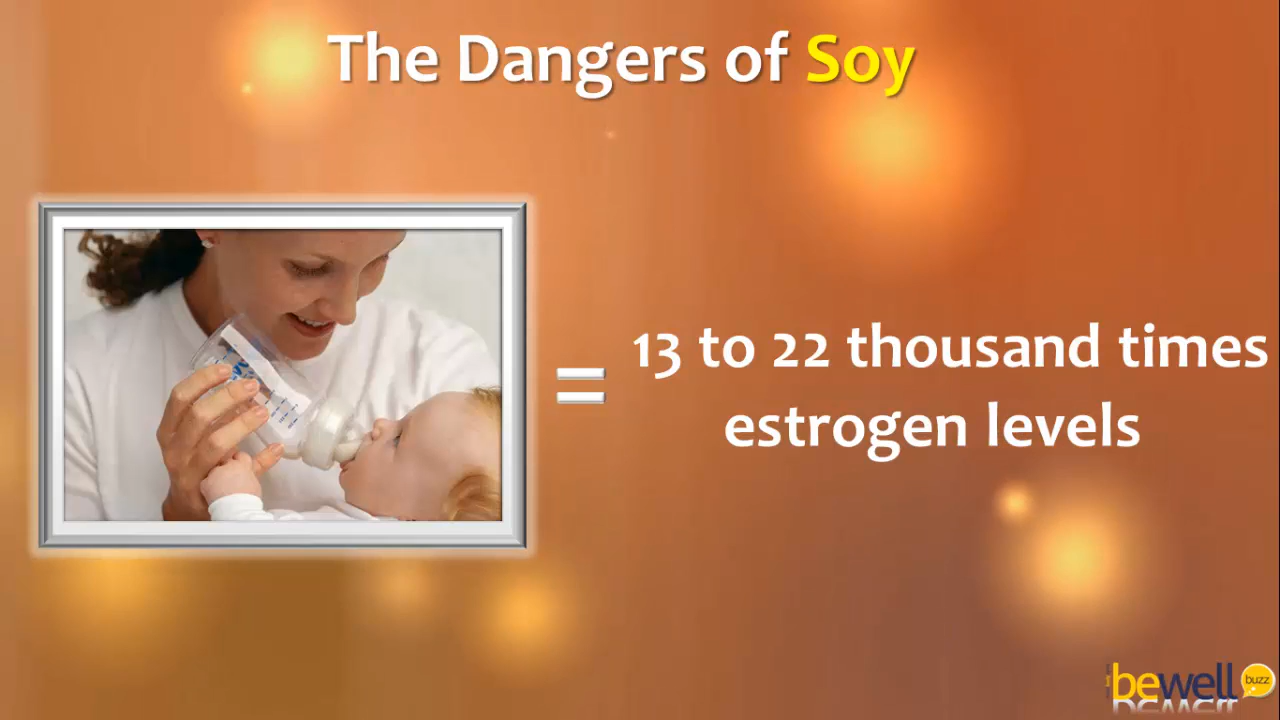 The Dangers of Soy
13 to 22 thousand times
estrogen levels
bewell buzz